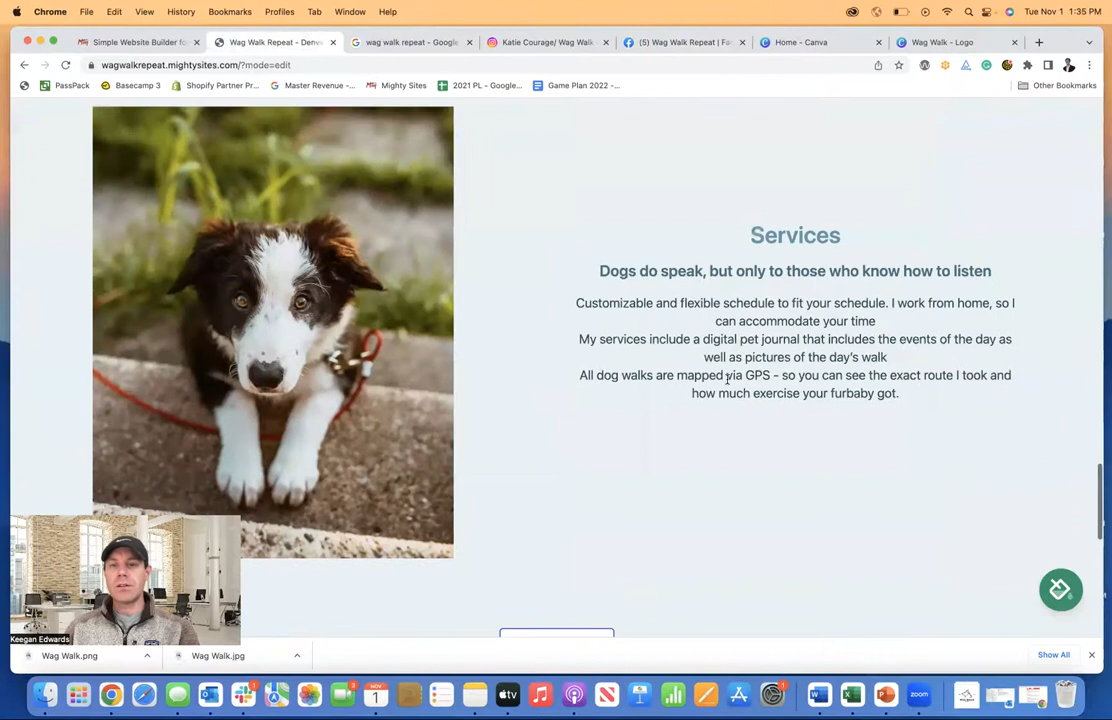 Chrome File Edit View History Bookmarks Profiles Tab Window Help Tue Nov 1 1:35 PM
Simple Website Builder fo Wag Walk Repeat - Denv wag walk repeat - Google Katie Courage/ Wag Walk (5) Wag Walk Repeat | Fa Home - Canva Wag Walk - Logo
wagwalkrepeat.mightysites.com/?mode=edit
PassPack Basecamp 3 Shopify Partner Pr... Master Revenue -... Mighty Sites 2021 PL - Google... Game Plan 2022 -... Other Bookmarks
Services
Dogs do speak, but only to those who know how to listen
Customizable and flexible schedule to fit your schedule. I work from home, so I
can accommodate your time
My services include a digital pet journal that includes the events of the day as
well as pictures of the day's walk
All dog walks are mapped via GPS - so you can see the exact route I took and
how much exercise your furbaby got.
Keegan Edwards
Wag Walk.png Wag Walk.jpg Show All
NOV
1
tv
zoom